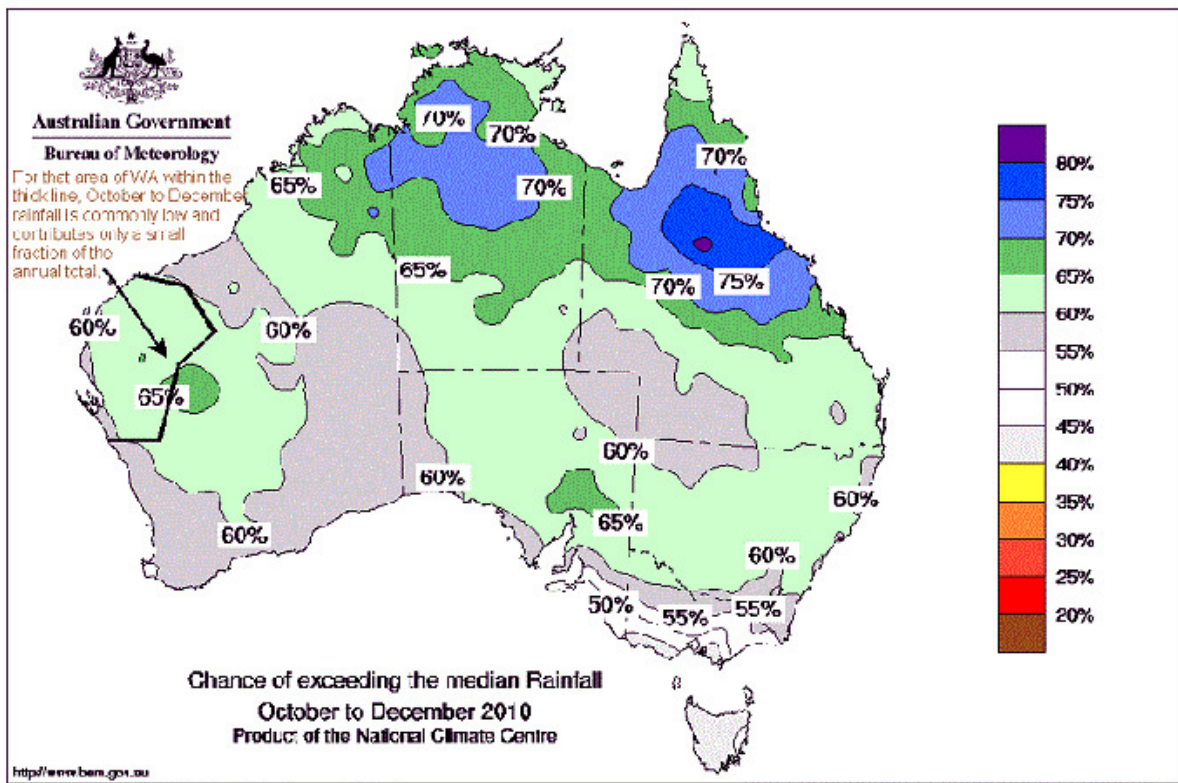 Australian Government
Bureau of Meteorology
For that area of WA within the
thick line, October to December
rainfall is commonly low and
contributes only a small
fraction of the
annual total.
70%
70%
70%
70%
65%
65%
70%
75%
60%
60%
65%
60%
60%
65%
60%
60%
60%
50%
55%
55%
80%
75%
70%
65%
60%
55%
50%
45%
40%
35%
30%
25%
20%
Chance of exceeding the median Rainfall
October to December 2010
Product of the National Climate Centre
http://www.bom.gov.au